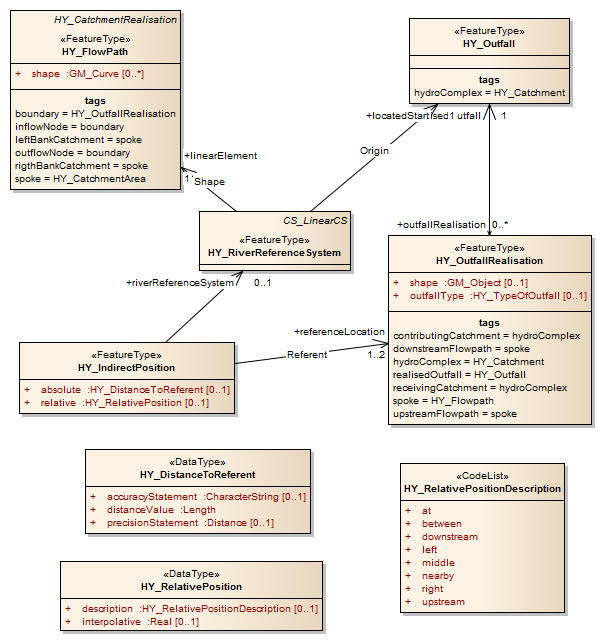 HY_CatchmentRealisation
«FeatureType»
HY_FlowPath
+ shape :GM_Curve [0..*]
tags
boundary = HY_OutfallRealisation
inflowNode = boundary
leftBankCatchment = spoke
outflowNode = boundary
rigthBankCatchment = spoke
spoke = HY_CatchmentArea
«FeatureType»
HY_Outfall
tags
hydroComplex = HY_Catchment
+locatedStart
ised
1
utfall
1
Origin
+linearElement
1
Shape
CS_LinearCS
«FeatureType»
HY_RiverReferenceSystem
+outfallRealisation 0..*
«FeatureType»
HY_OutfallRealisation
+ shape :GM_Object [0..1]
+ outfallType :HY_TypeOfOutfall [0..1]
tags
contributingCatchment = hydroComplex
downstreamFlowpath = spoke
hydroComplex = HY_Catchment
realisedOutfall = HY_Outfall
receivingCatchment = hydroComplex
spoke = HY_Flowpath
upstreamFlowpath = spoke
+riverReferenceSystem 0..1
+referenceLocation
Referent 1..2
«FeatureType»
HY_IndirectPosition
+ absolute :HY_DistanceToReferent [0..1]
+ relative :HY_RelativePosition [0..1]
«DataType»
HY_DistanceToReferent
+ accuracyStatement :CharacterString [0..1]
+ distanceValue :Length
+ precisionStatement :Distance [0..1]
«CodeList»
HY_RelativePositionDescription
+ at
+ between
+ downstream
+ left
+ middle
+ nearby
+ right
+ upstream
«DataType»
HY_RelativePosition
+ description :HY_RelativePositionDescription [0..1]
+ interpolative :Real [0..1]